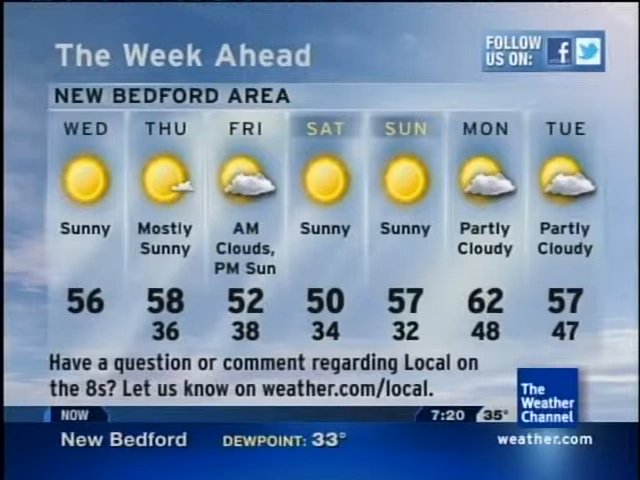 The Week Ahead
FOLLOW
US ON: f
NEW BEDFORD AREA
WED THU FRI SAT SUN MON TUE
Sunny Mostly Sunny AM Clouds, PM Sun Sunny Sunny Partly Cloudy Partly Cloudy
56 58 52 50 57 62 57
36 38 34 32 48 47
Have a question or comment regarding Local on
the 8s? Let us know on weather.com/local.
The
Weather
Channel
NOW 7:20 35°
New Bedford DEWPOINT: 33° weather.com